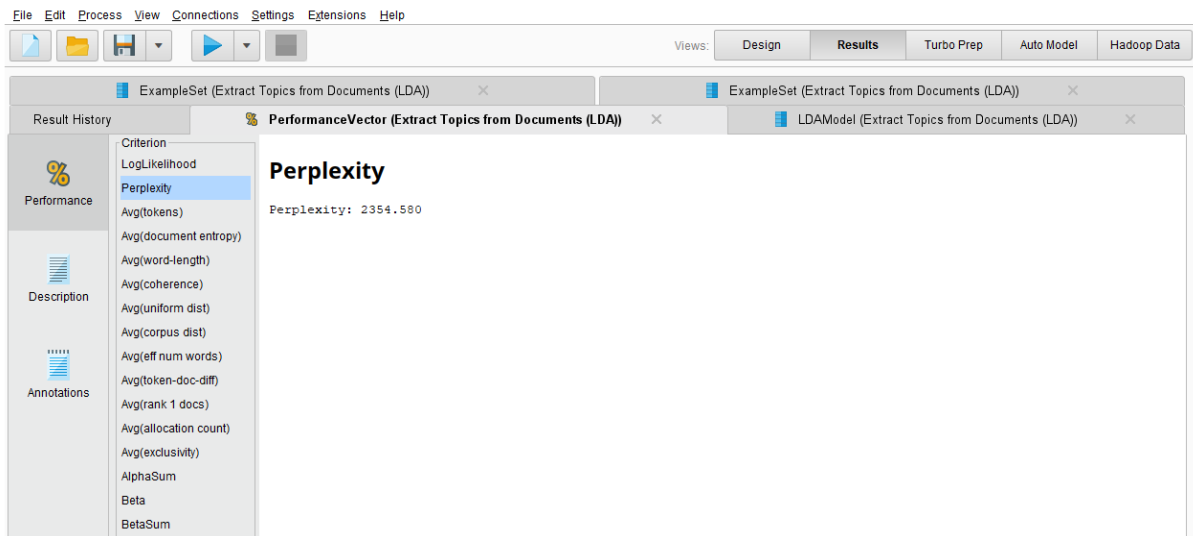 File Edit Process View Connections Settings Extensions Help
Views: Design Results Turbo Prep Auto Model Hadoop Data
ExampleSet (Extract Topics from Documents (LDA)) ExampleSet (Extract Topics from Documents (LDA))
Result History % PerformanceVector (Extract Topics from Documents (LDA)) LDAModel (Extract Topics from Documents (LDA))
%
Performance
Description
Annotations
Criterion
LogLikelihood
Perplexity
Avg(tokens)
Avg(document entropy)
Avg(word-length)
Avg(coherence)
Avg(uniform dist)
Avg(corpus dist)
Avg(eff num words)
Avg(token-doc-diff)
Avg(rank 1 docs)
Avg(allocation count)
Avg(exclusivity)
AlphaSum
Beta
BetaSum
Perplexity
Perplexity: 2354.580